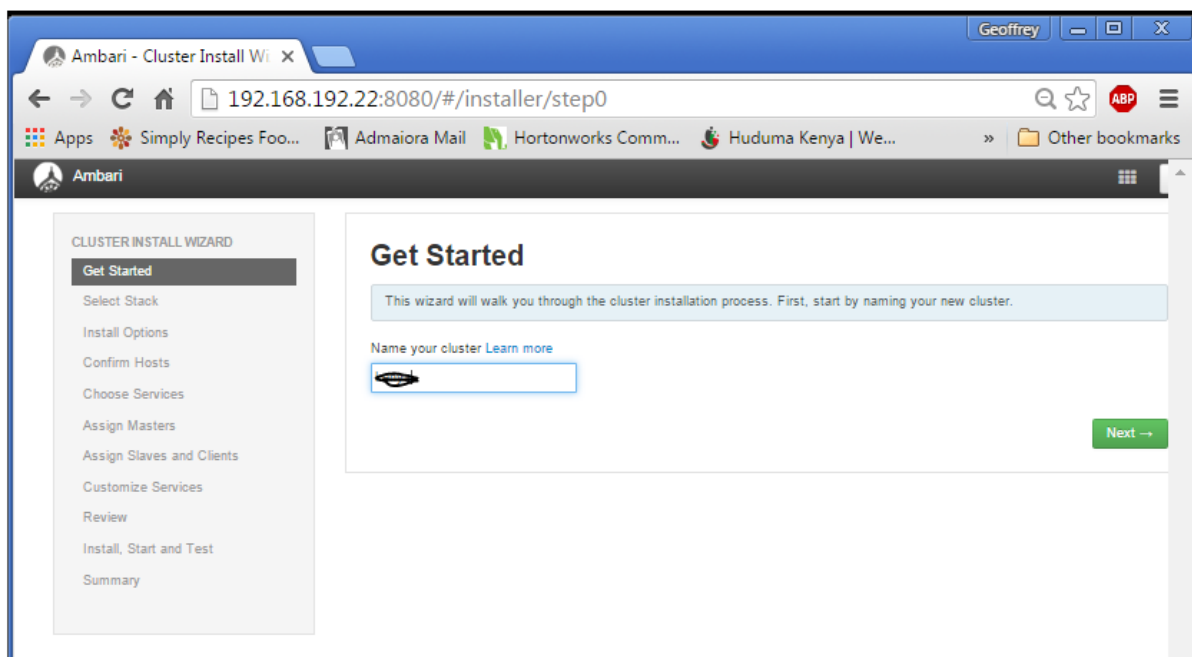 Geoffrey
Ambari - Cluster Install Wi
192.168.192.22:8080/#/installer/step0
ABP
Apps Simply Recipes Foo... Admaiora Mail Hortonworks Comm... Huduma Kenya | We... » Other bookmarks
Ambari
CLUSTER INSTALL WIZARD
Get Started
Select Stack
Install Options
Confirm Hosts
Choose Services
Assign Masters
Assign Slaves and Clients
Customize Services
Review
Install, Start and Test
Summary
Get Started
This wizard will walk you through the cluster installation process. First, start by naming your new cluster.
Name your cluster Learn more
Next →